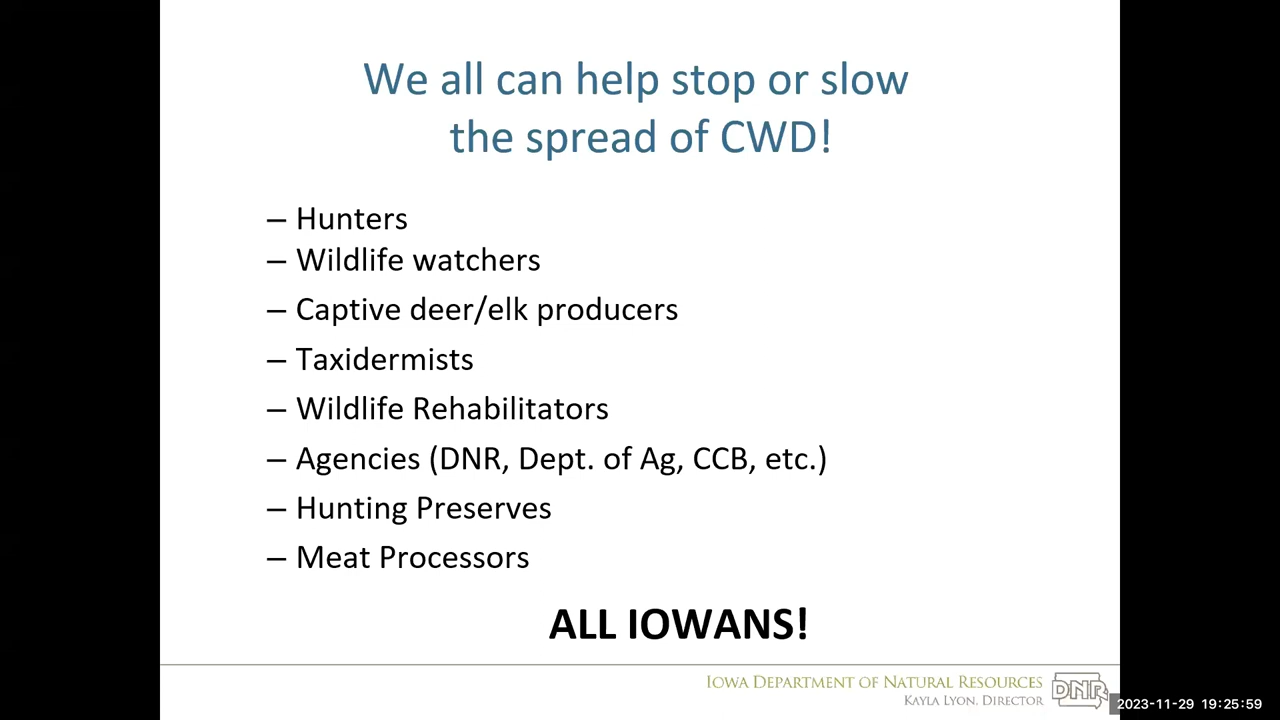 We all can help stop or slow
the spread of CWD!
– Hunters
– Wildlife watchers
– Captive deer/elk producers
– Taxidermists
– Wildlife Rehabilitators
– Agencies (DNR, Dept. of Ag, CCB, etc.)
– Hunting Preserves
– Meat Processors
ALL IOWANS!
IOWA DEPARTMENT OF NATURAL RESOURCES
KAYLA LYON, DIRECTOR
DNR
2023-11-29 19:25:59